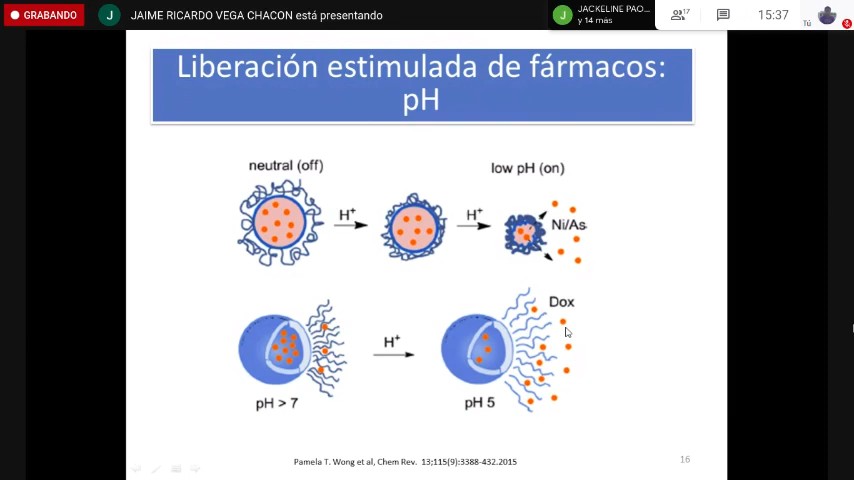 GRABANDO
J
JAIME RICARDO VEGA CHACON está presentando
J
JACKELINE PAO...
y 14 más
17
15:37
Tú
Liberación estimulada de fármacos:
pH
neutral (off)
low pH (on)
H+
H+
Ni/As
Dox
H+
pH > 7
pH 5
Pamela T. Wong et al, Chem Rev. 13;115(9):3388-432.2015
16